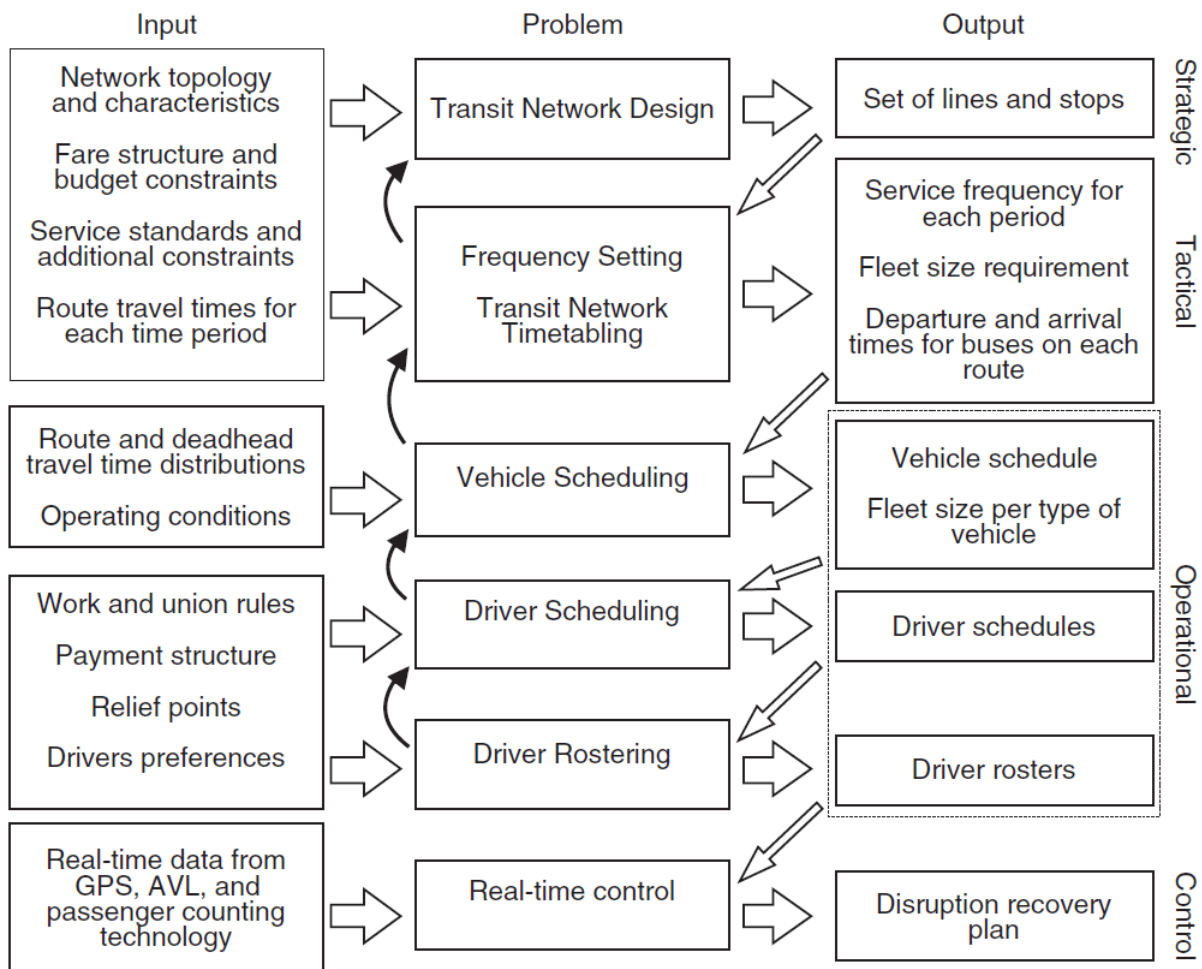 Input
Problem
Output
Network topology
and characteristics
Fare structure and
budget constraints
Service standards and
additional constraints
Route travel times for
each time period
Transit Network Design
Set of lines and stops
Strategic
Frequency Setting
Transit Network
Timetabling
Service frequency for
each period
Fleet size requirement
Departure and arrival
times for buses on each
route
Tactical
Route and deadhead
travel time distributions
Operating conditions
Vehicle Scheduling
Vehicle schedule
Fleet size per type of
vehicle
Work and union rules
Payment structure
Relief points
Drivers preferences
Driver Scheduling
Driver schedules
Operational
Driver Rostering
Driver rosters
Real-time data from
GPS, AVL, and
passenger counting
technology
Real-time control
Disruption recovery
plan
Control